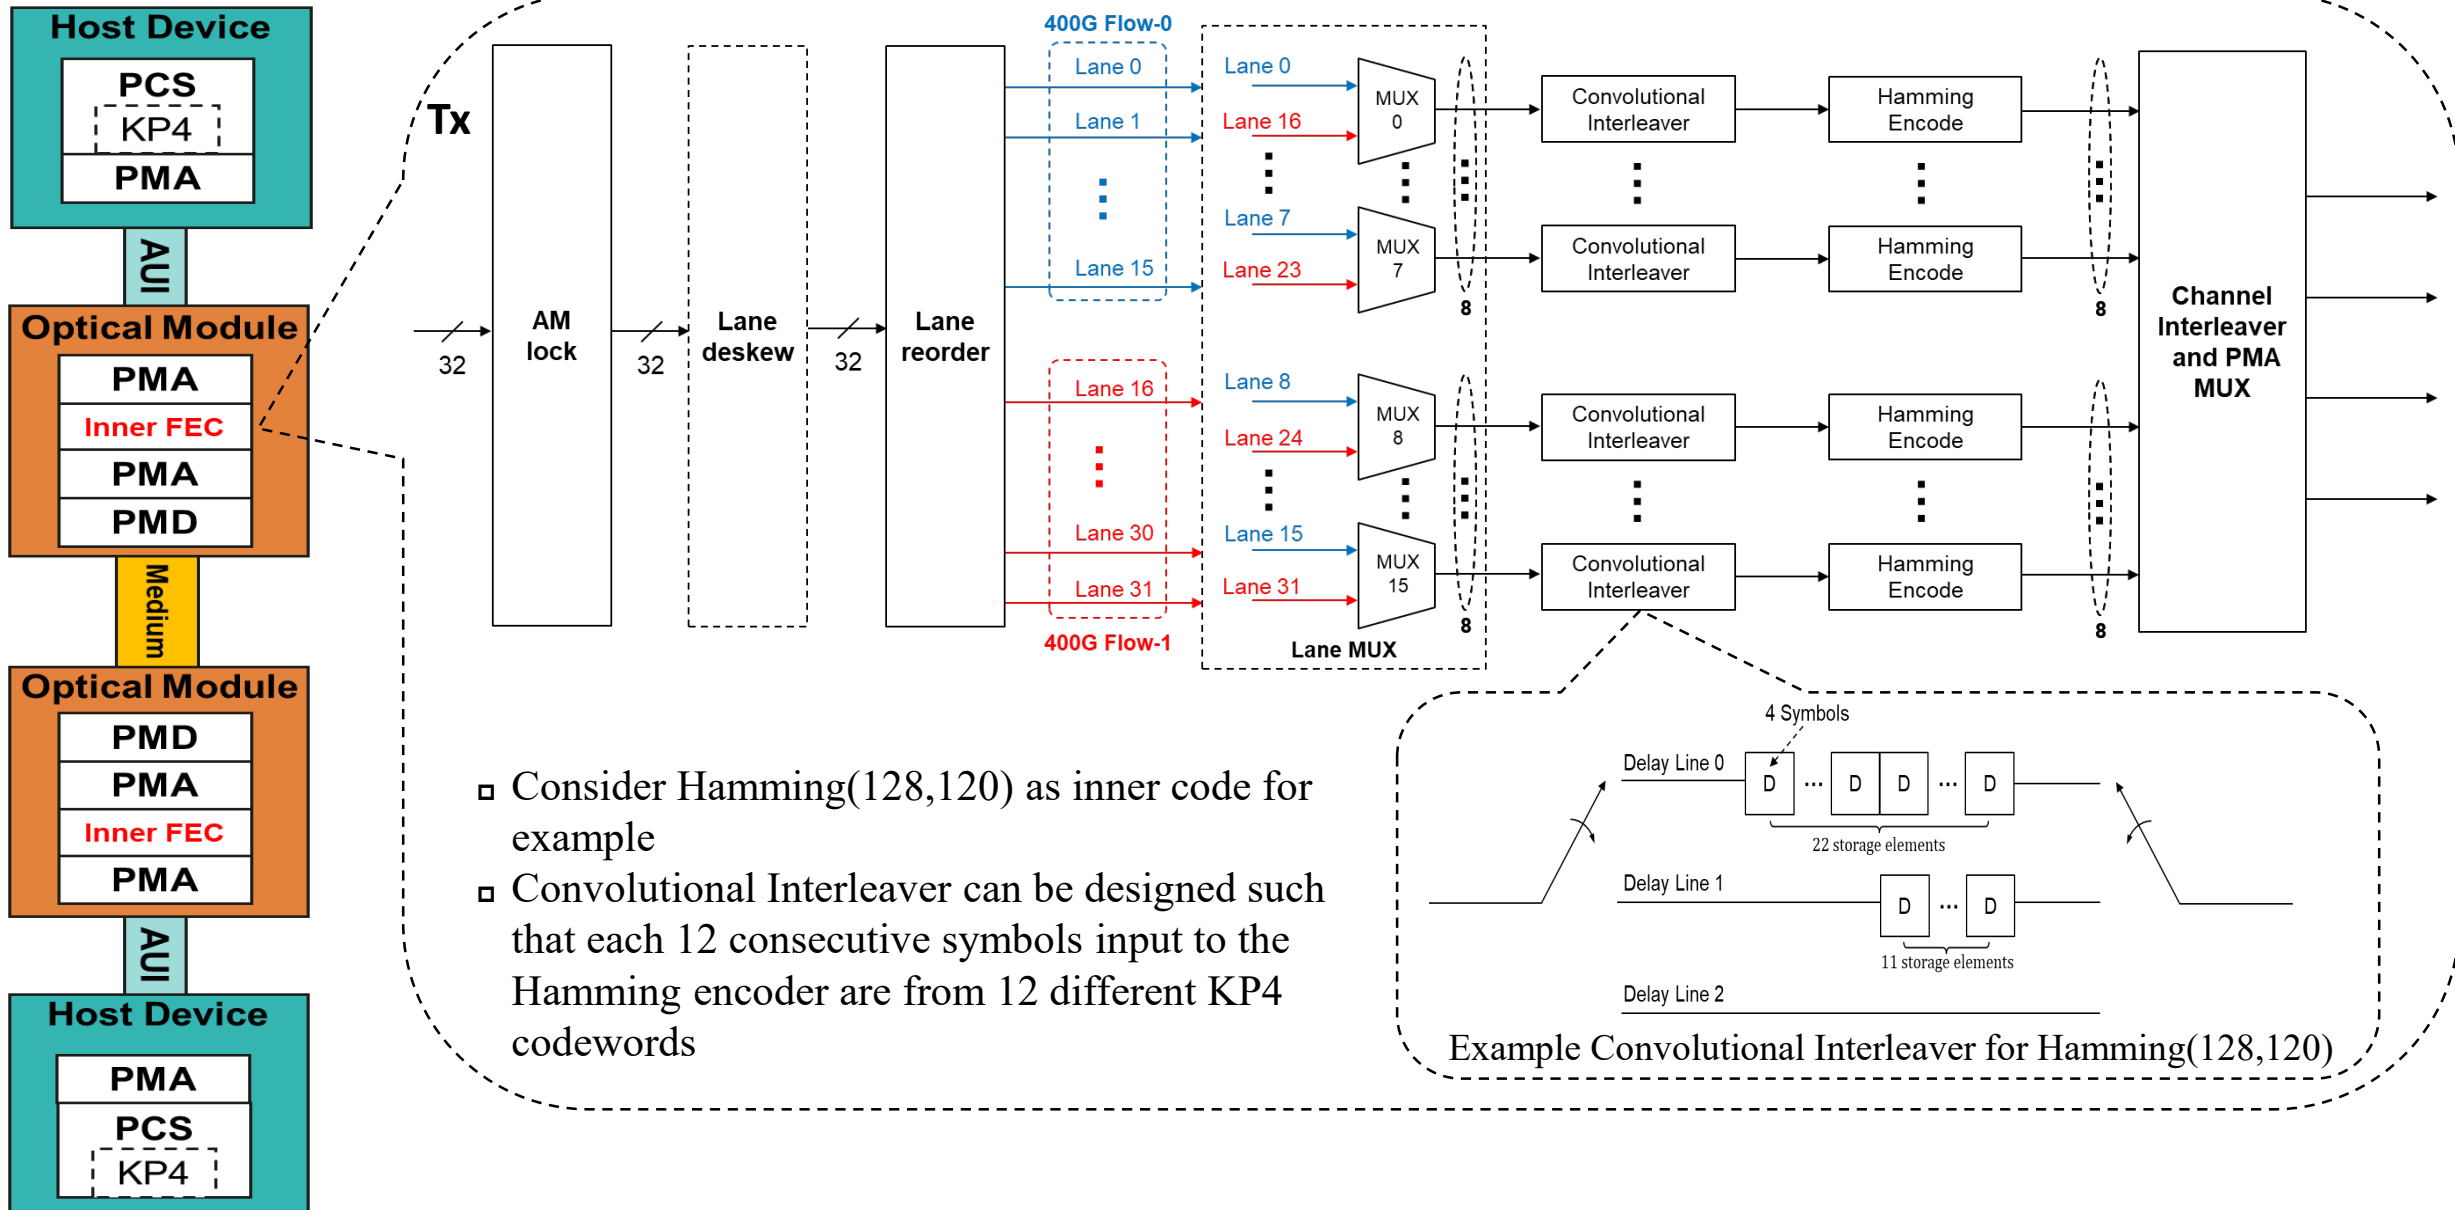 Host Device
PCS
KP4
PMA
AUI
Optical Module
PMA
Inner FEC
PMA
PMD
Medium
Optical Module
PMD
PMA
Inner FEC
PMA
AUI
Host Device
PMA
PCS
KP4
Tx
32
AM
lock
32
Lane
deskew
32
Lane
reorder
400G Flow-0
Lane 0
Lane 1
Lane 15
Lane 16
Lane 30
Lane 31
400G Flow-1
Lane 0
Lane 16
MUX
0
Lane 7
Lane 23
MUX
7
8
Lane 8
Lane 24
MUX
8
Lane 15
Lane 31
MUX
15
8
Lane MUX
Convolutional
Interleaver
Hamming
Encode
Convolutional
Interleaver
Hamming
Encode
8
Convolutional
Interleaver
Hamming
Encode
Convolutional
Interleaver
Hamming
Encode
8
Channel
Interleaver
and PMA
MUX
Consider Hamming(128,120) as inner code for
example
Convolutional Interleaver can be designed such
that each 12 consecutive symbols input to the
Hamming encoder are from 12 different KP4
codewords
4 Symbols
Delay Line 0
D ... D D ... D
22 storage elements
Delay Line 1
D ... D
11 storage elements
Delay Line 2
Example Convolutional Interleaver for Hamming(128,120)